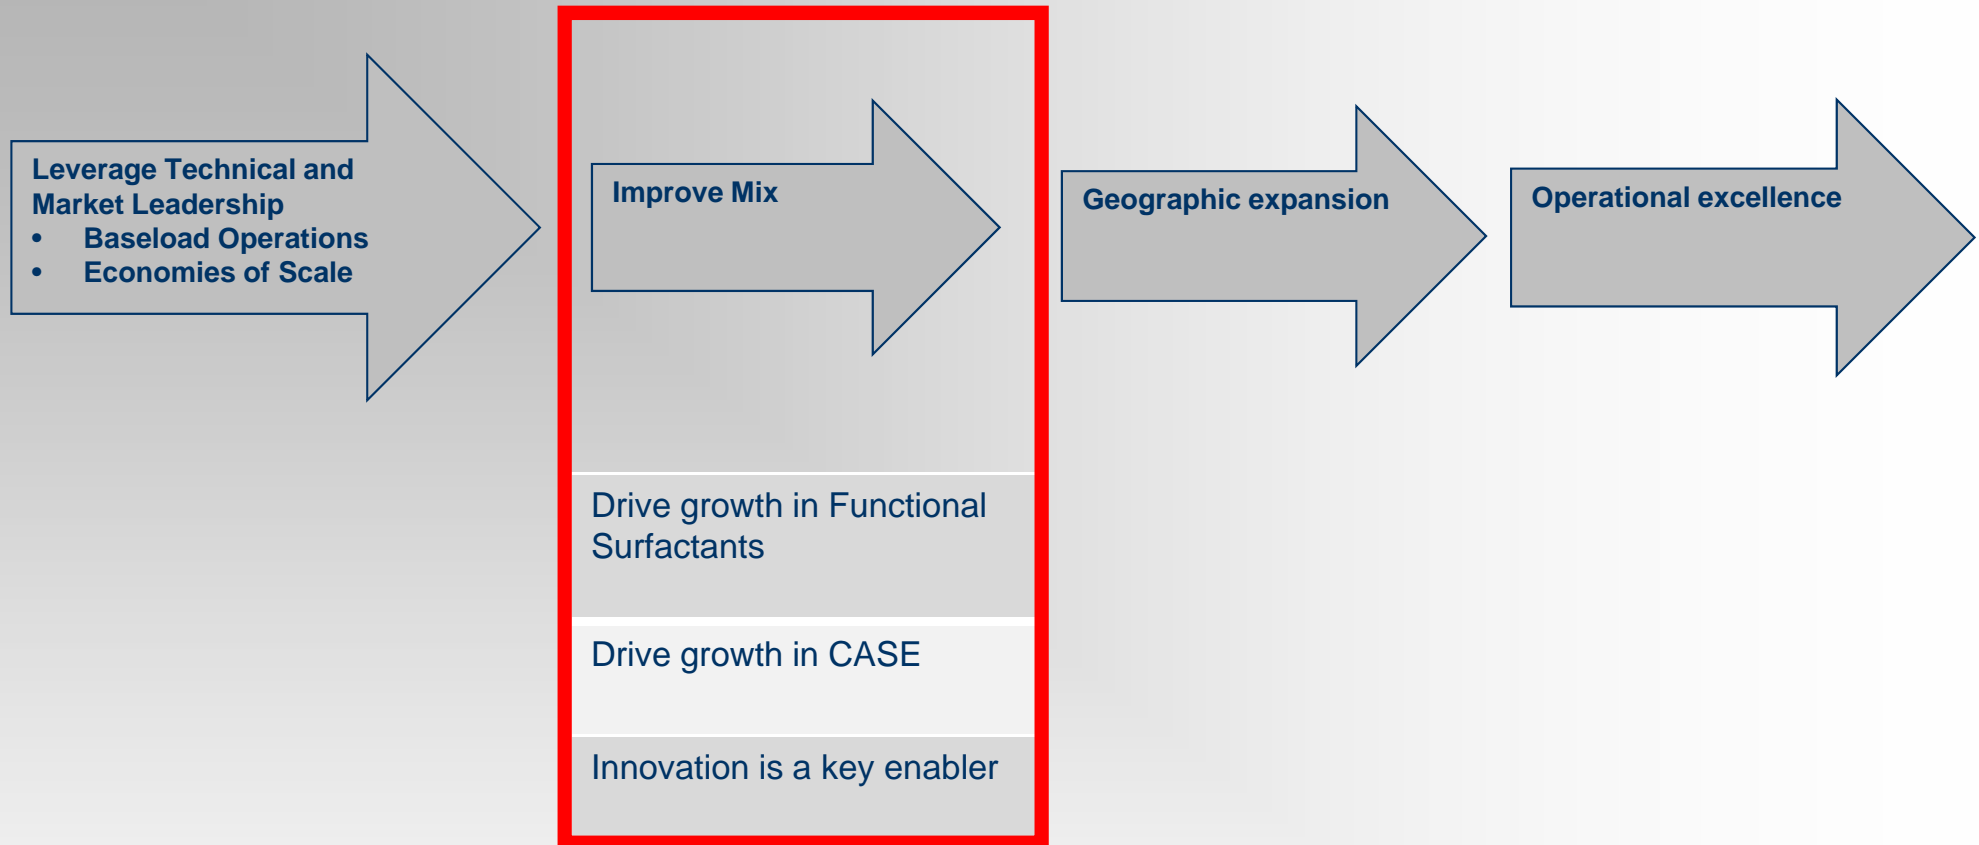 Leverage Technical and
Market Leadership
• Baseload Operations
• Economies of Scale
Improve Mix
Geographic expansion
Operational excellence
Drive growth in Functional
Surfactants
Drive growth in CASE
Innovation is a key enabler